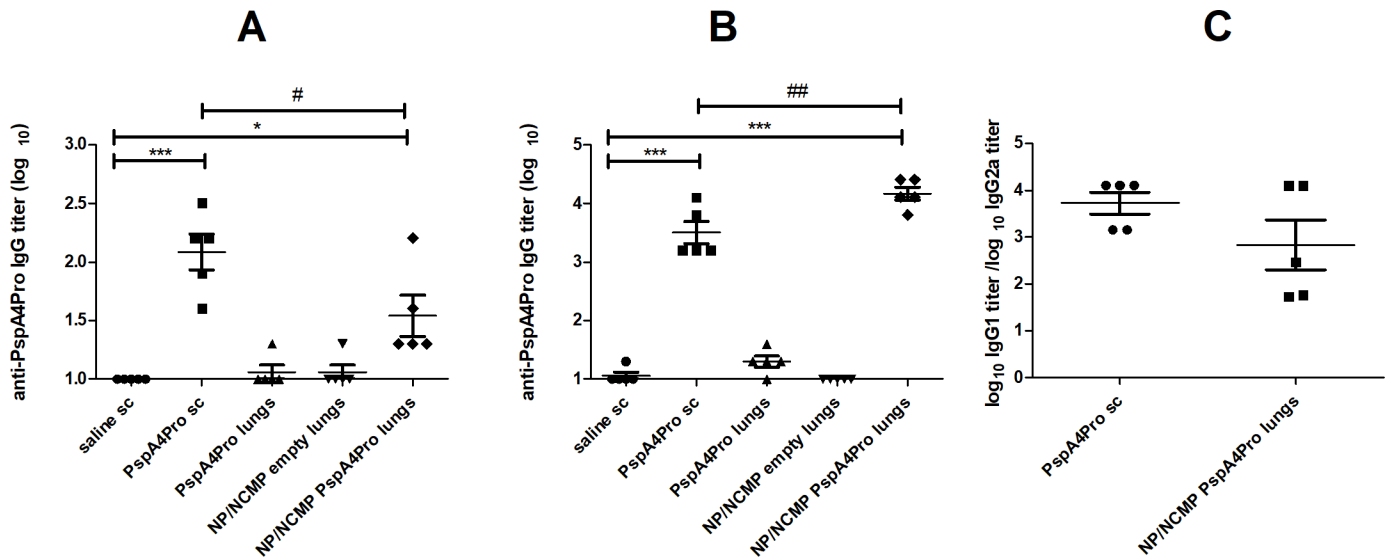 A
B
C
#
*
***
##
***
***
anti-PspA4Pro IgG titer (log 10)
3.0
2.5
2.0
1.5
1.0
saline sc
PspA4Pro sc
PspA4Pro lungs
NP/NCMP empty lungs
NP/NCMP PspA4Pro lungs
anti-PspA4Pro IgG titer (log 10)
5
4
3
2
1
saline sc
PspA4Pro sc
PspA4Pro lungs
NP/NCMP empty lungs
NP/NCMP PspA4Pro lungs
log10 IgG1 titer /log 10 IgG2a titer
5
4
3
2
1
0
PspA4Pro sc
NP/NCMP PspA4Pro lungs